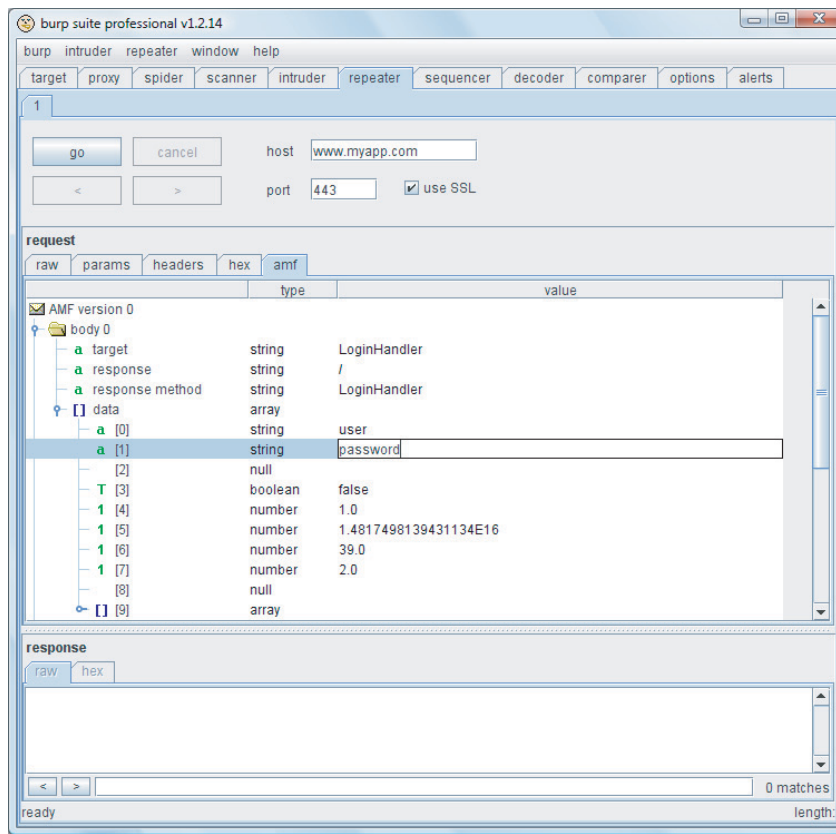 burp suite professional v1.2.14
burp intruder repeater window help
target proxy spider scanner intruder repeater sequencer decoder comparer options alerts
1
go cancel host www.myapp.com
< > port 443 use SSL
request
raw params headers hex amf
type value
AMF version 0
body 0
a target string LoginHandler
a response string /
a response method string LoginHandler
[] data array
a [0] string user
a [1] string password
[2] null
T [3] boolean false
1 [4] number 1.0
1 [5] number 1.4817498139431134E16
1 [6] number 39.0
1 [7] number 2.0
[8] null
[] [9] array
response
raw hex
< > 0 matches
ready length: